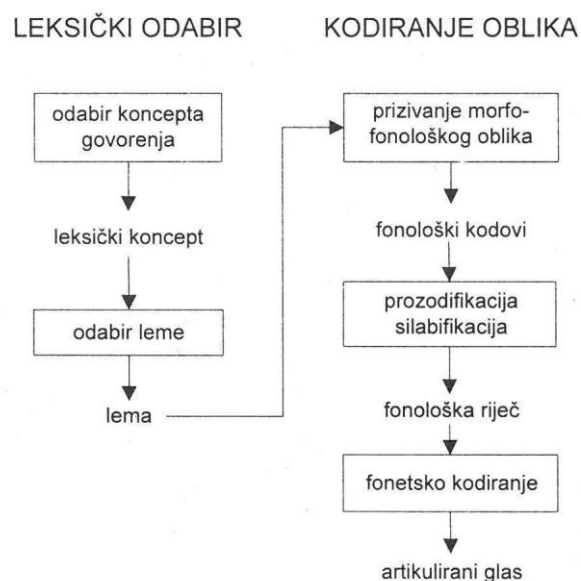 LEKSIČKI ODABIR
odabir koncepta
govorenja
leksički koncept
odabir leme
lema
KODIRANJE OBLIKA
prizivanje morfo-
fonološkog oblika
fonološki kodovi
prozodifikacija
silabifikacija
fonološka riječ
fonetsko kodiranje
artikulirani glas